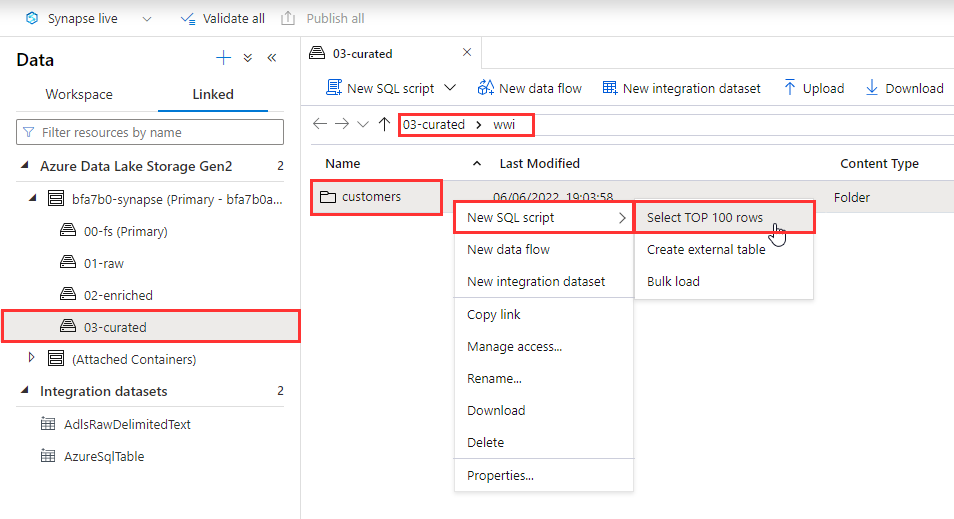 Synapse live Validate all Publish all
Data
Workspace Linked
Filter resources by name
Azure Data Lake Storage Gen2 2
bfa7b0-synapse (Primary - bfa7b0a...
00-fs (Primary)
01-raw
02-enriched
03-curated
(Attached Containers)
Integration datasets 2
AdlsRawDelimitedText
AzureSqlTable
03-curated
New SQL script New data flow New integration dataset Upload Download
03-curated > wwi
Name Last Modified Content Type
customers 06/06/2022, 19:03:58 Folder
New SQL script
New data flow
New integration dataset
Copy link
Manage access...
Rename...
Download
Delete
Properties...
Select TOP 100 rows
Create external table
Bulk load